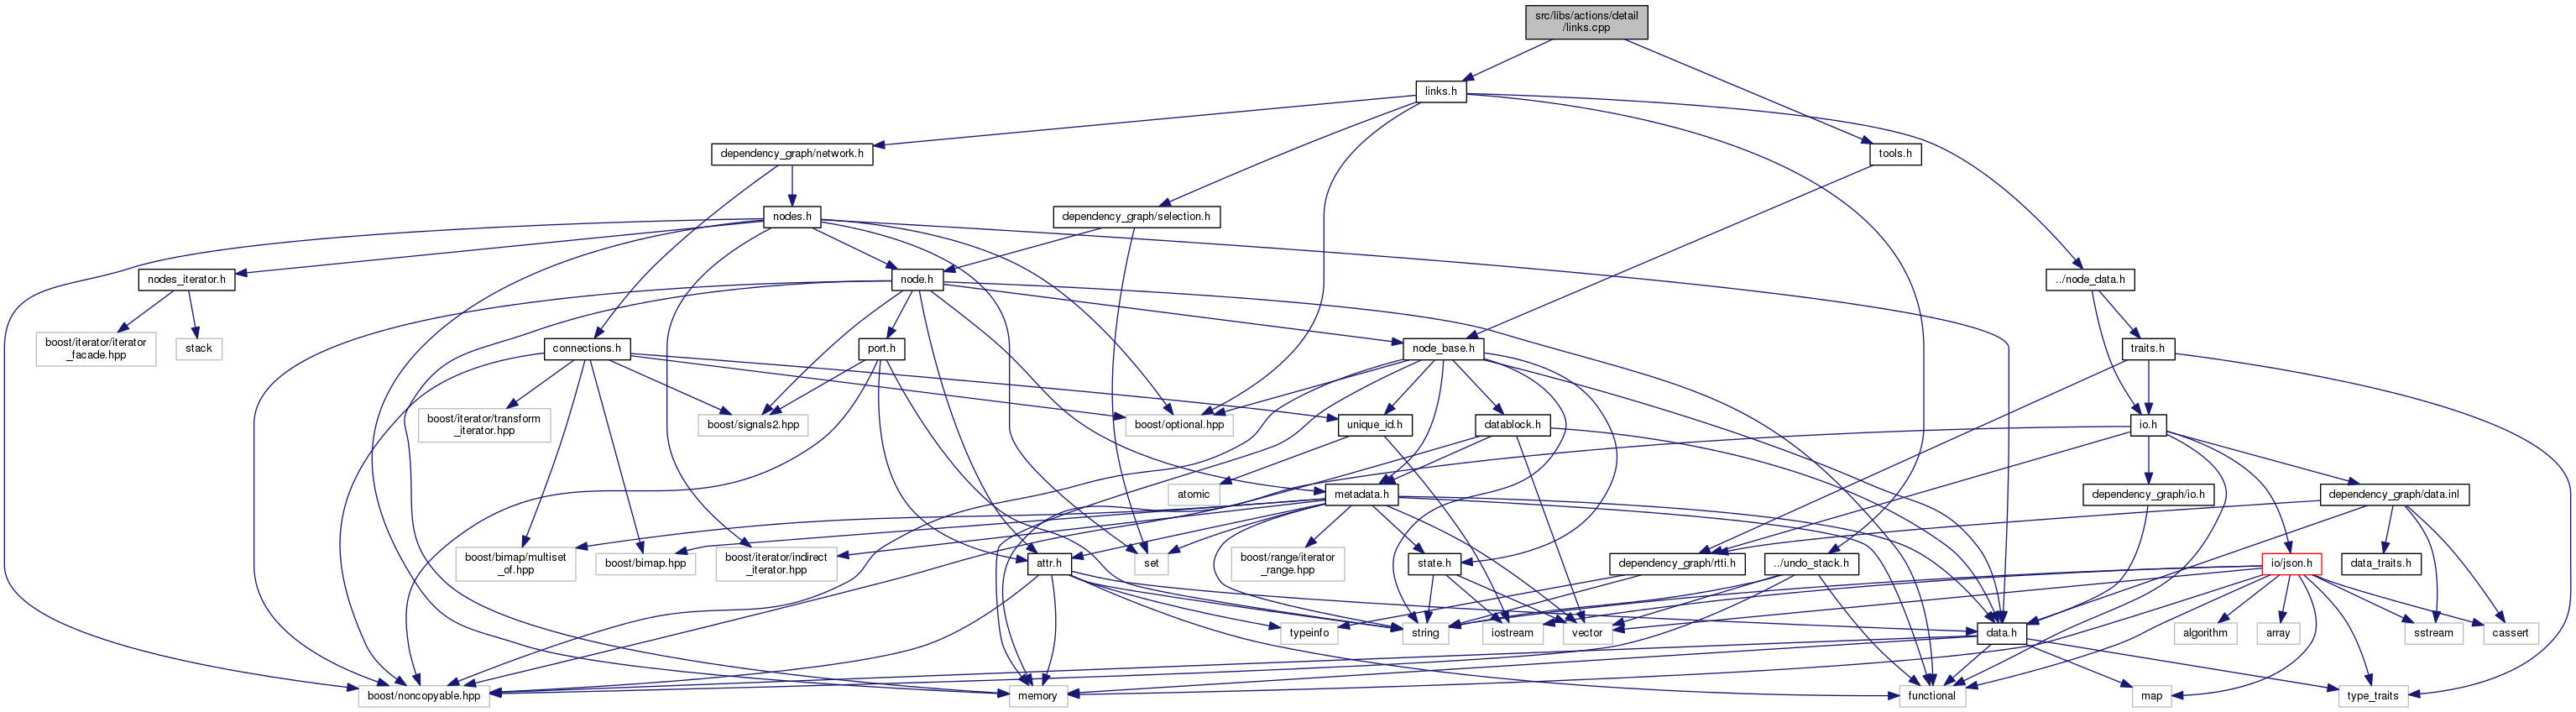 src/libs/actions/detail
/links.cpp
links.h
dependency_graph/network.h
tools.h
nodes.h
dependency_graph/selection.h
nodes_iterator.h
node.h
../node_data.h
boost/iterator/iterator
_facade.hpp
stack
connections.h
port.h
node_base.h
traits.h
boost/iterator/transform
_iterator.hpp
boost/signals2.hpp
boost/optional.hpp
unique_id.h
datablock.h
io.h
atomic
metadata.h
dependency_graph/io.h
dependency_graph/data.inl
boost/bimap/multiset
_of.hpp
boost/bimap.hpp
boost/iterator/indirect
_iterator.hpp
attr.h
set
boost/range/iterator
_range.hpp
state.h
dependency_graph/rtti.h
../undo_stack.h
io/json.h
data_traits.h
typeinfo
string
iostream
vector
data.h
algorithm
array
sstream
cassert
boost/noncopyable.hpp
memory
functional
map
type_traits